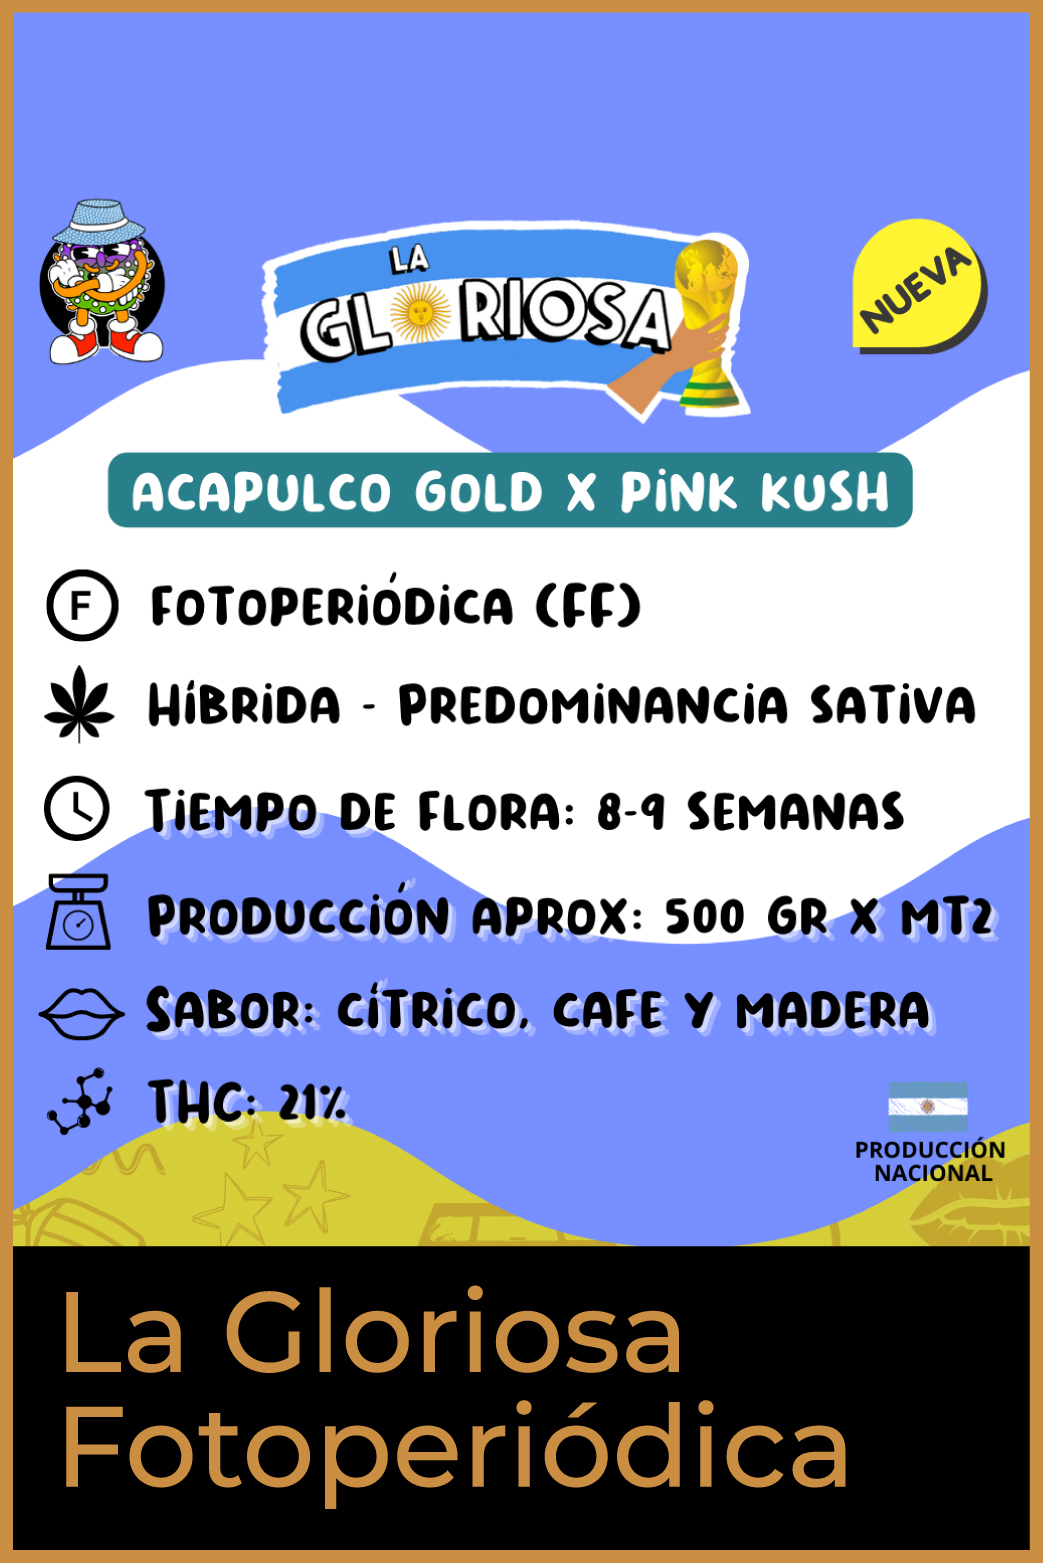 LA
GLORIOSA
NUEVA
ACAPULCO GOLD X PINK KUSH
F
FOTOPERIÓDICA (FF)
HÍBRIDA - PREDOMINANCIA SATIVA
TIEMPO DE FLORA: 8-9 SEMANAS
PRODUCCIÓN APROX: 500 GR X MT2
SABOR: CÍTRICO, CAFE Y MADERA
THC: 21%
PRODUCCIÓN
NACIONAL
La Gloriosa
Fotoperiódica